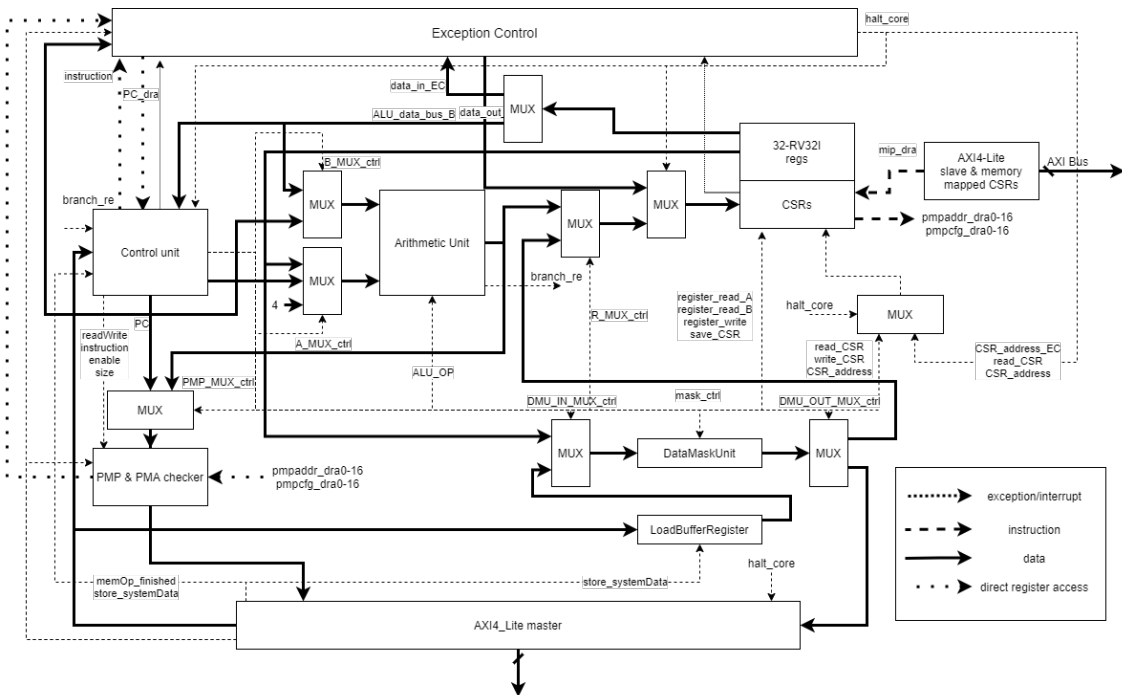 halt_core
Exception Control
instruction
PC_dra
data_in_EC
MUX
ALU_data_bus_B
data_out_
32-RV32I
regs
mip_dra
AXI4-Lite
slave & memory
mapped CSRs
AXI Bus
B_MUX_ctrl
branch_re
MUX
MUX
MUX
CSRs
pmpaddr_dra0-16
pmpcfg_dra0-16
Control unit
Arithmetic Unit
MUX
branch_re
4
register_read_A
register_read_B
register_write
save_CSR
halt_core
MUX
PC
readWrite
instruction
enable
size
A_MUX_ctrl
R_MUX_ctrl
read_CSR
write_CSR
CSR_address
CSR_address_EC
read_CSR
CSR_address
PMP_MUX_ctrl
ALU_OP
MUX
DMU_IN_MUX_ctrl
mask_ctrl
DMU_OUT_MUX_ctrl
MUX
DataMaskUnit
MUX
PMP & PMA checker
pmpaddr_dra0-16
pmpcfg_dra0-16
exception/interrupt
instruction
data
direct register access
LoadBufferRegister
memOp_finished
store_systemData
store_systemData
halt_core
AXI4_Lite master